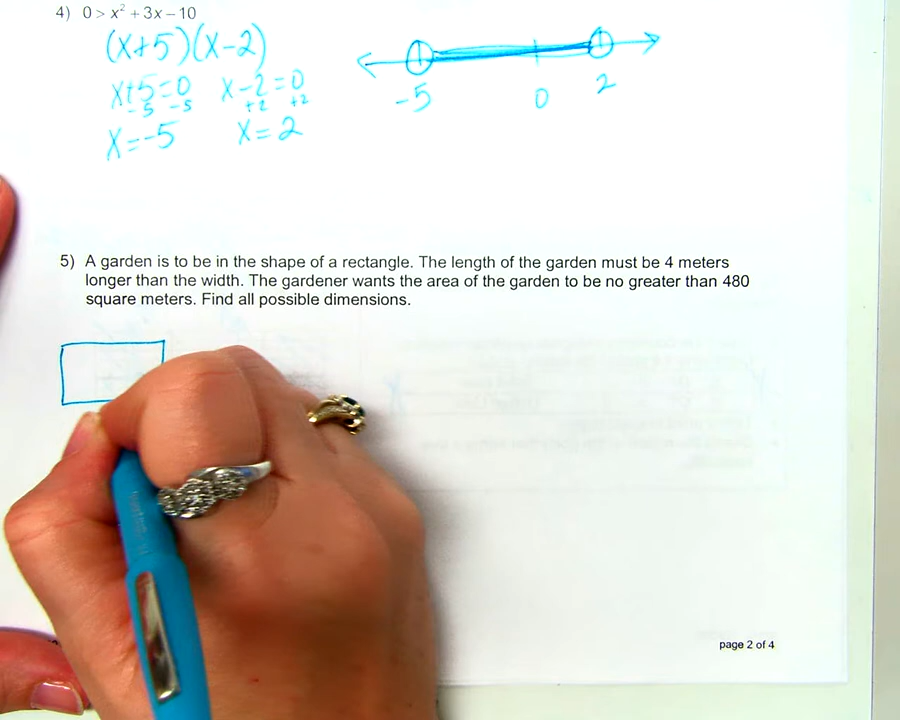 4) 0 > x² + 3x – 10
(x+5)(x-2)
x+5=0 x-2=0
-5 -5 +2 +2
x=-5 x=2
-5 0 2
5) A garden is to be in the shape of a rectangle. The length of the garden must be 4 meters
longer than the width. The gardener wants the area of the garden to be no greater than 480
square meters. Find all possible dimensions.
page 2 of 4